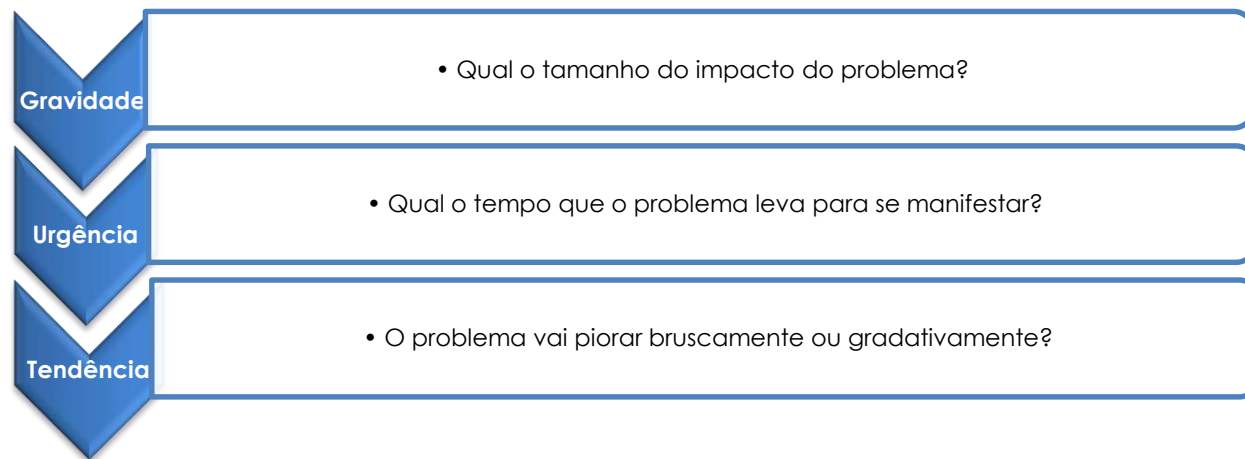 Gravidade
• Qual o tamanho do impacto do problema?
Urgência
• Qual o tempo que o problema leva para se manifestar?
Tendência
• O problema vai piorar bruscamente ou gradativamente?